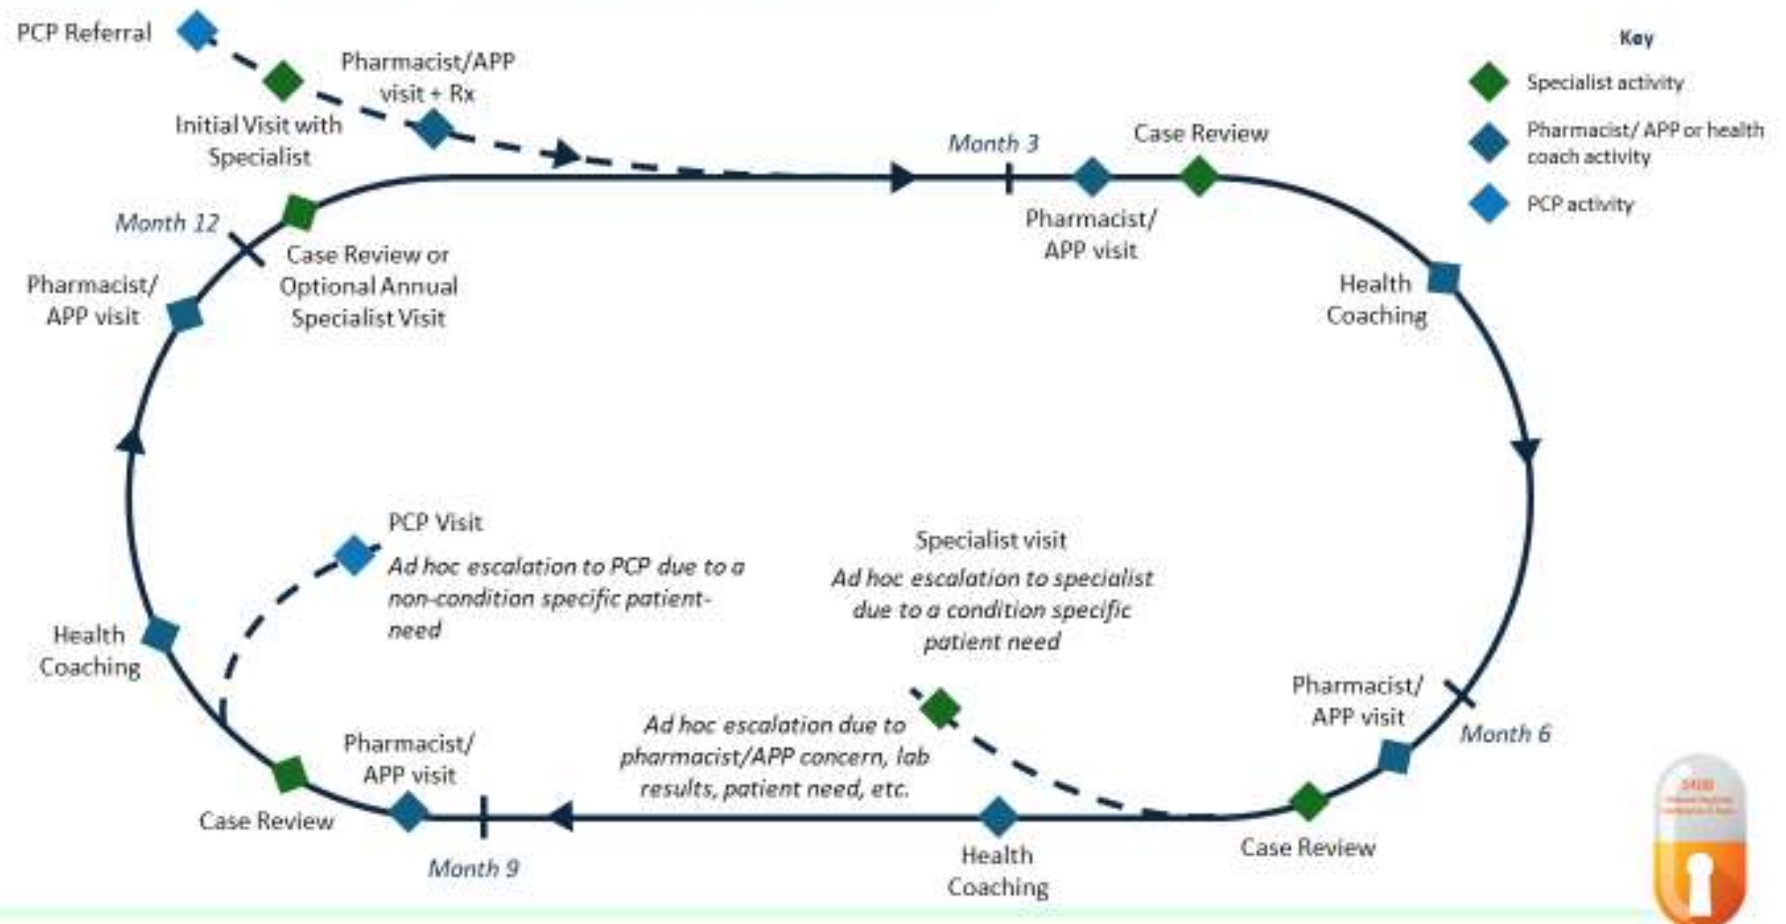 PCP Referral
Pharmacist/APP
visit + Rx
Initial Visit with
Specialist
Month 3
Case Review
Pharmacist/
APP visit
Key
Specialist activity
Pharmacist/ APP or health
coach activity
PCP activity
Health
Coaching
Month 12
Case Review or
Optional Annual
Specialist Visit
Pharmacist/
APP visit
PCP Visit
Ad hoc escalation to PCP due to a
non-condition specific patient-
need
Specialist visit
Ad hoc escalation to specialist
due to a condition specific
patient need
Health
Coaching
Pharmacist/
APP visit
Month 6
Ad hoc escalation due to
pharmacist/APP concern, lab
results, patient need, etc.
Pharmacist/
APP visit
Case Review
Month 9
Health
Coaching
Case Review